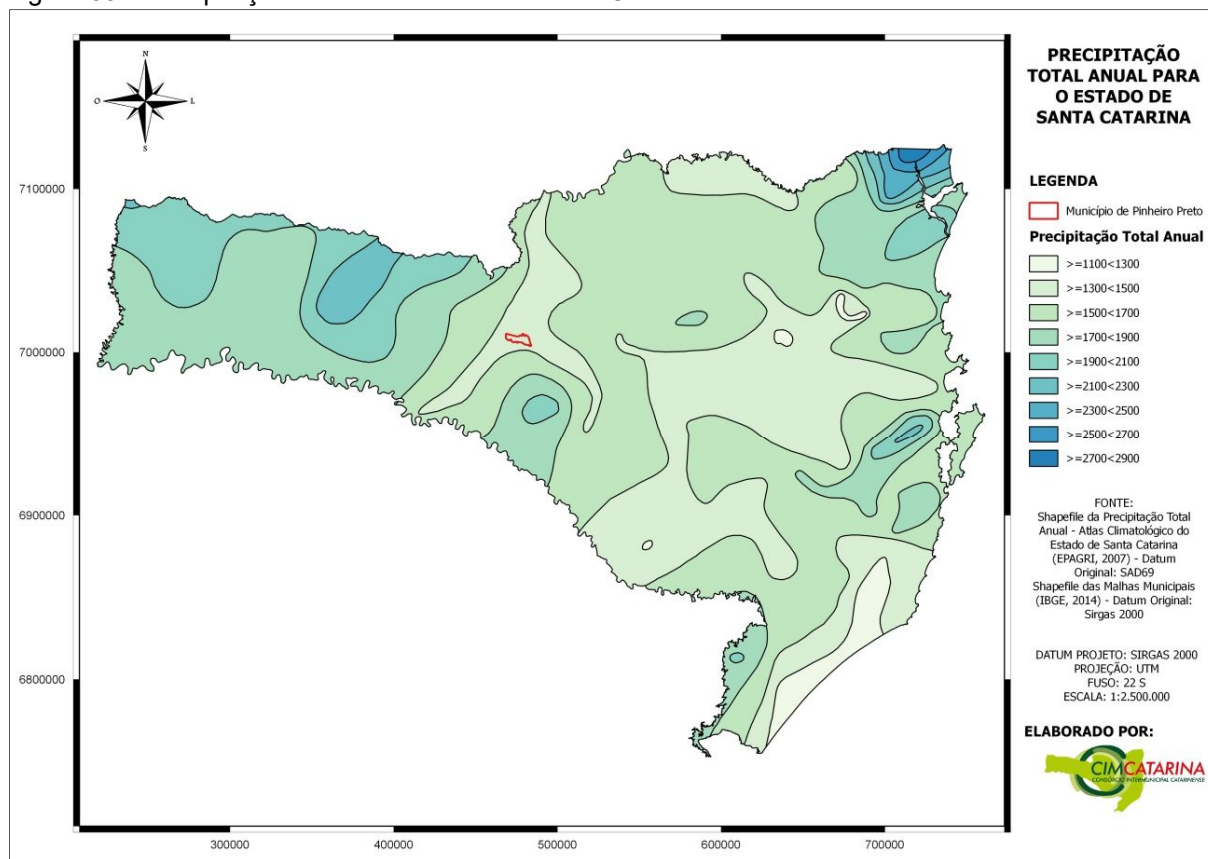 N
O
L
S
7100000
7000000
6900000
6800000
300000
400000
500000
600000
700000
PRECIPITAÇÃO
TOTAL ANUAL PARA
O ESTADO DE
SANTA CATARINA
LEGENDA
Município de Pinheiro Preto
Precipitação Total Anual
>=1100<1300
>=1300<1500
>=1500<1700
>=1700<1900
>=1900<2100
>=2100<2300
>=2300<2500
>=2500<2700
>=2700<2900
FONTE:
Shapefile da Precipitação Total
Anual - Atlas Climatológico do
Estado de Santa Catarina
(EPAGRI, 2007) - Datum
Original: SAD69
Shapefile das Malhas Municipais
(IBGE, 2014) - Datum Original:
Sirgas 2000
DATUM PROJETO: SIRGAS 2000
PROJEÇÃO: UTM
FUSO: 22 S
ESCALA: 1:2.500.000
ELABORADO POR:
CIMCATARINA
CONSÓRCIO INTERMUNICIPAL CATARINENSE